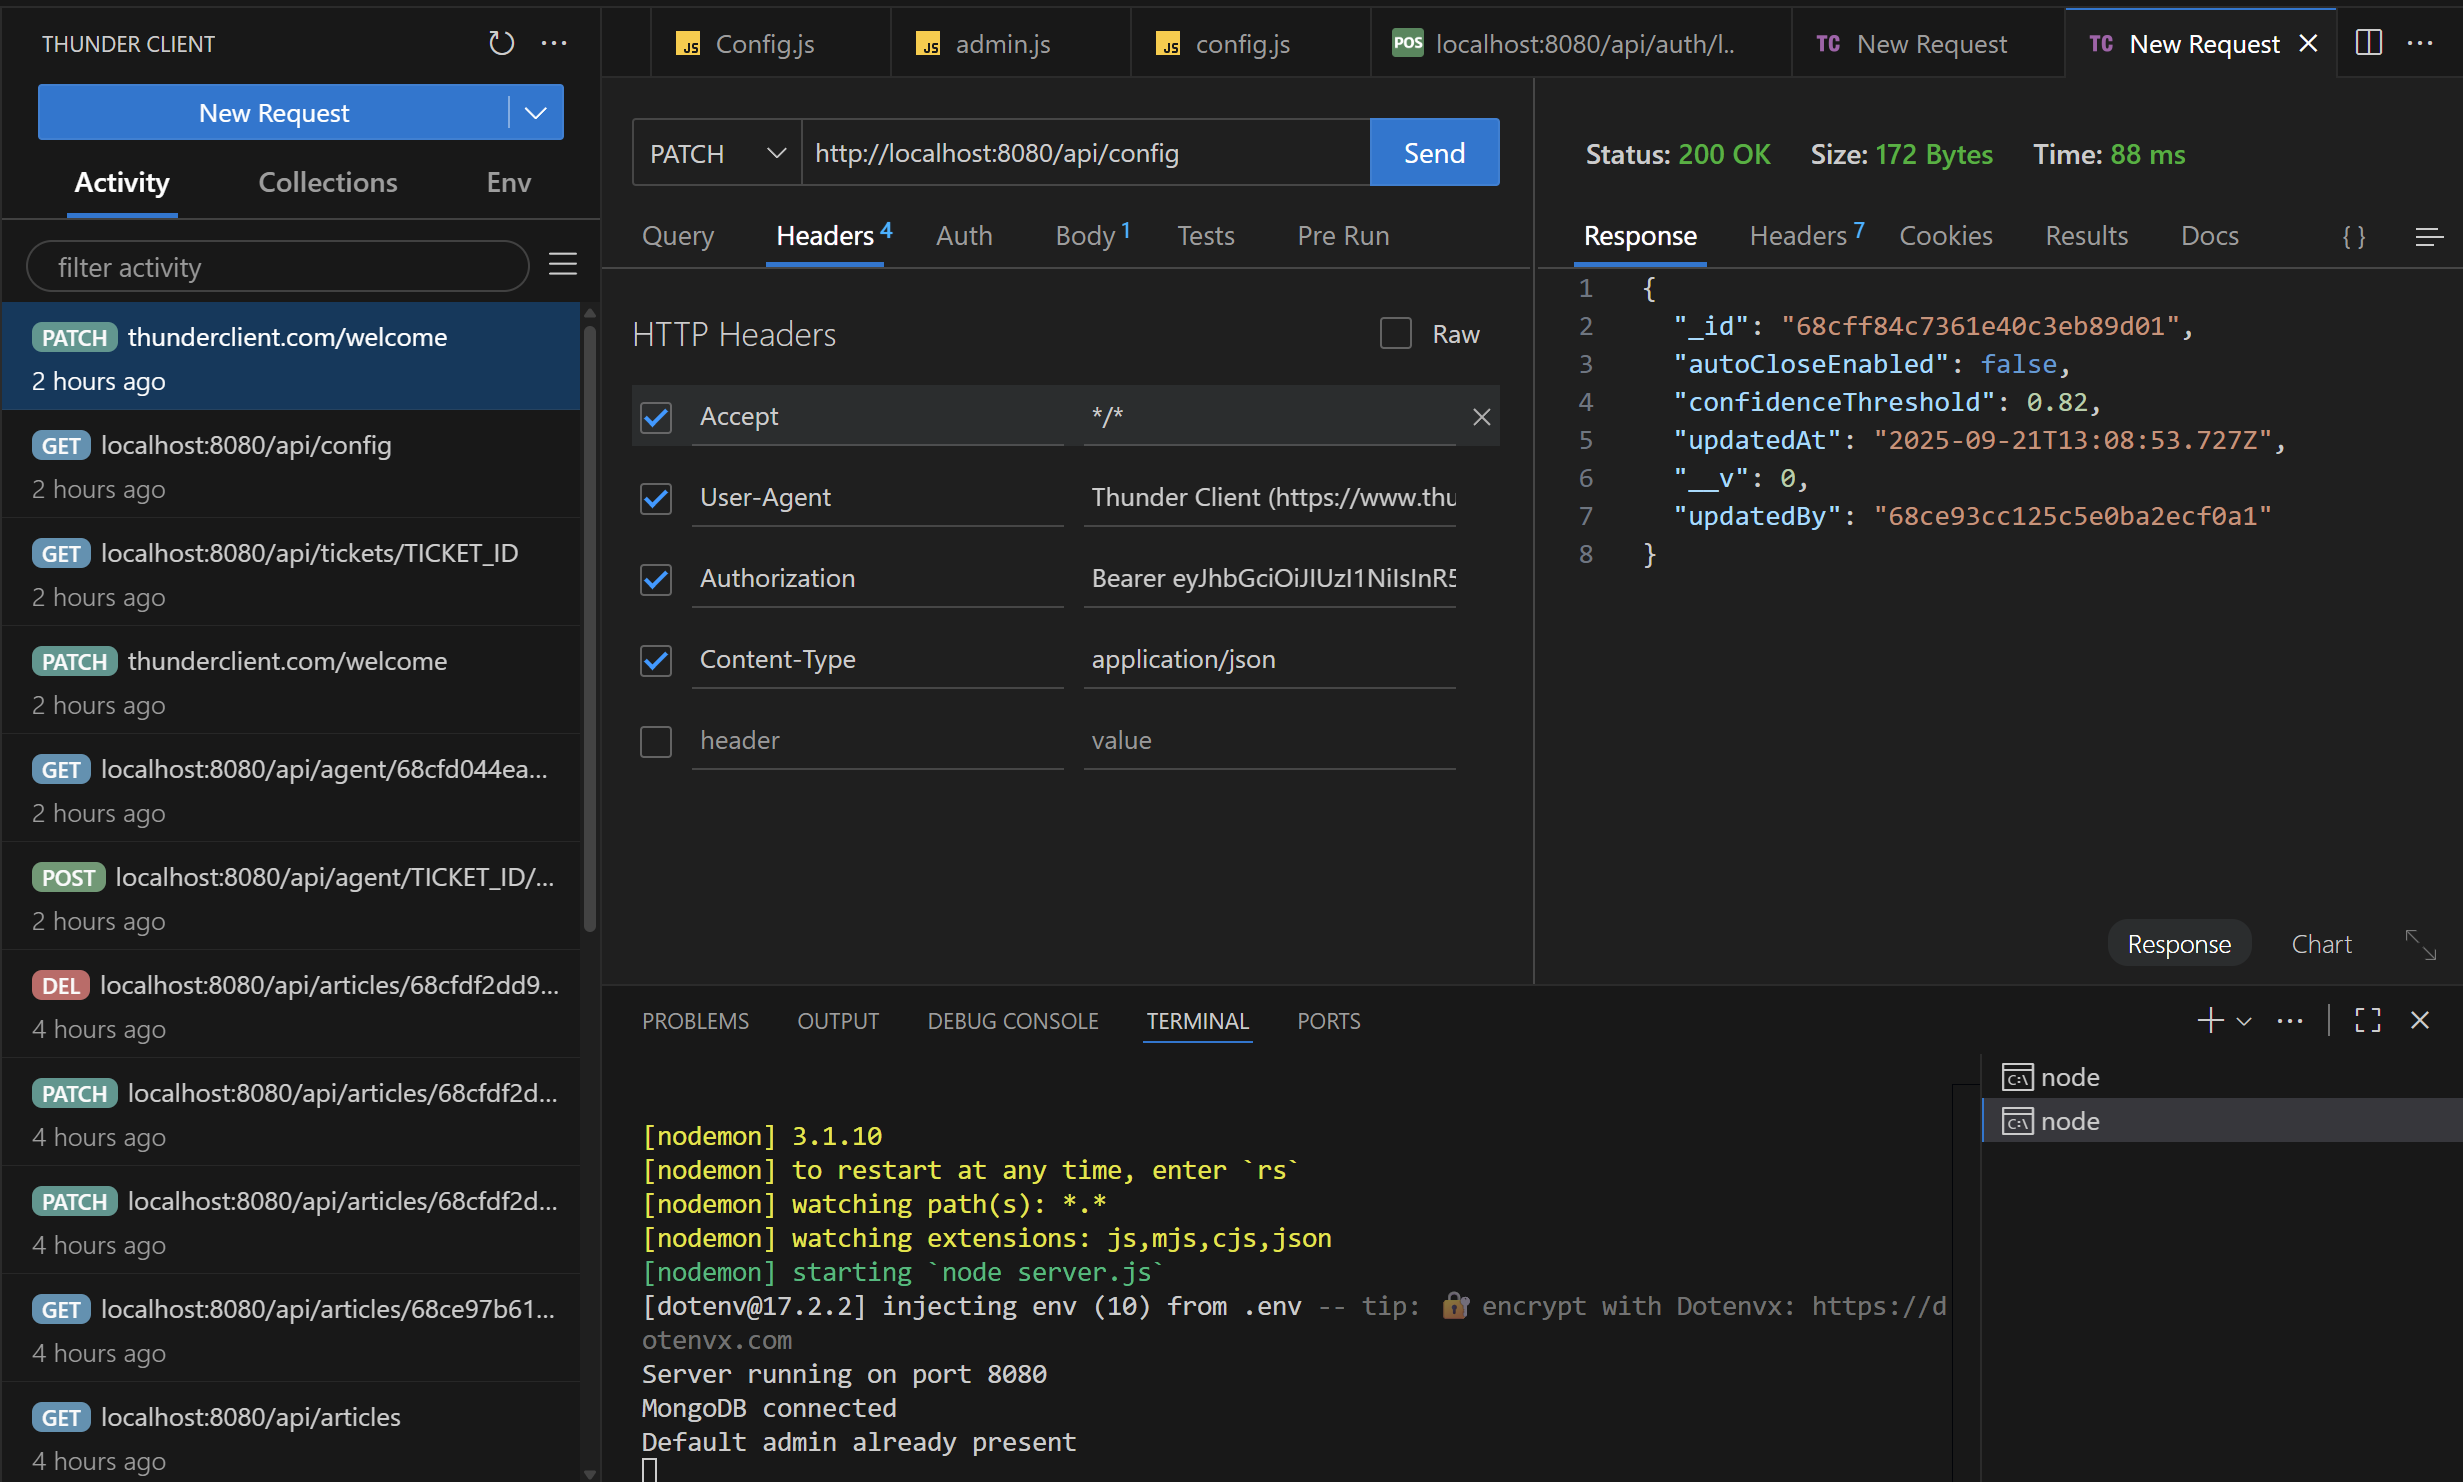 THUNDER CLIENT
New Request
Activity Collections Env
filter activity
PATCH thunderclient.com/welcome
2 hours ago
GET localhost:8080/api/config
2 hours ago
GET localhost:8080/api/tickets/TICKET_ID
2 hours ago
PATCH thunderclient.com/welcome
2 hours ago
GET localhost:8080/api/agent/68cfd044ea...
2 hours ago
POST localhost:8080/api/agent/TICKET_ID/...
2 hours ago
DEL localhost:8080/api/articles/68cfdf2dd9...
4 hours ago
PATCH localhost:8080/api/articles/68cfdf2d...
4 hours ago
PATCH localhost:8080/api/articles/68cfdf2d...
4 hours ago
GET localhost:8080/api/articles/68ce97b61...
4 hours ago
GET localhost:8080/api/articles
4 hours ago
JS Config.js JS admin.js JS config.js POS localhost:8080/api/auth/l.. TC New Request TC New Request
PATCH http://localhost:8080/api/config Send
Query Headers 4 Auth Body 1 Tests Pre Run
HTTP Headers Raw
Accept */*
User-Agent Thunder Client (https://www.thu
Authorization Bearer eyJhbGciOiJIUzI1NiIsInR5
Content-Type application/json
header value
Status: 200 OK Size: 172 Bytes Time: 88 ms
Response Headers 7 Cookies Results Docs { }
1 {
2 "_id": "68cff84c7361e40c3eb89d01",
3 "autoCloseEnabled": false,
4 "confidenceThreshold": 0.82,
5 "updatedAt": "2025-09-21T13:08:53.727Z",
6 "__v": 0,
7 "updatedBy": "68ce93cc125c5e0ba2ecf0a1"
8 }
Response Chart
PROBLEMS OUTPUT DEBUG CONSOLE TERMINAL PORTS
[nodemon] 3.1.10
[nodemon] to restart at any time, enter `rs`
[nodemon] watching path(s): *.*
[nodemon] watching extensions: js,mjs,cjs,json
[nodemon] starting `node server.js`
[dotenv@17.2.2] injecting env (10) from .env -- tip: 🔐 encrypt with Dotenvx: https://d
otenvx.com
Server running on port 8080
MongoDB connected
Default admin already present
C:\ node
C:\ node